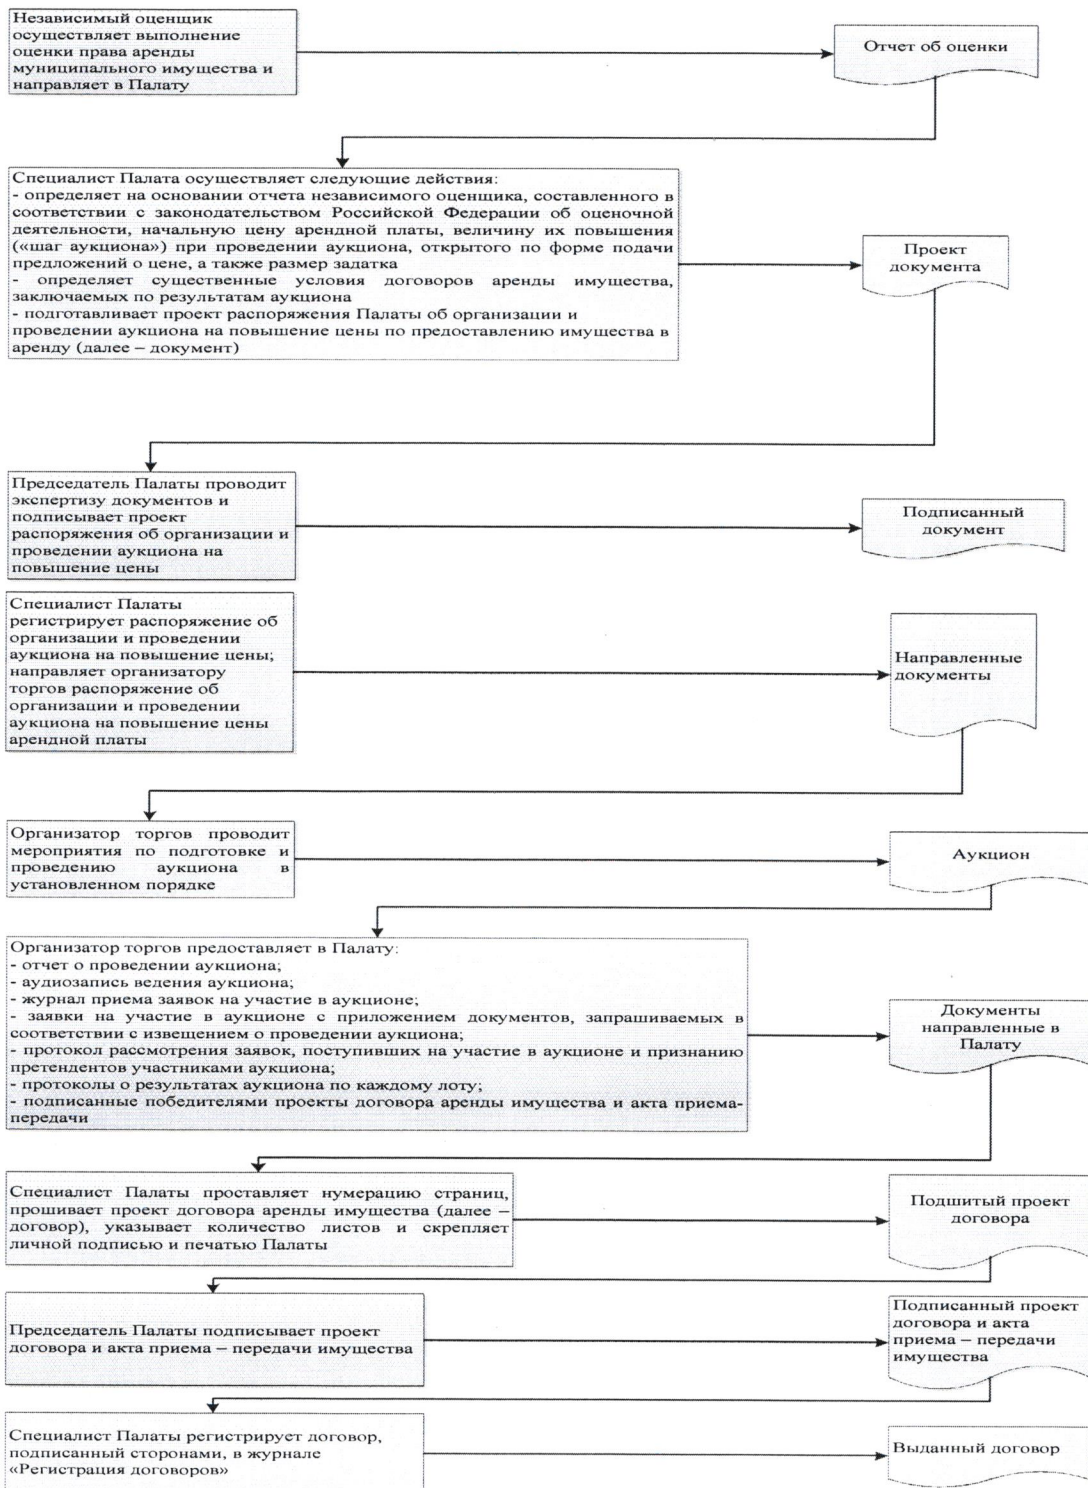 Независимый оценщик
осуществляет выполнение
оценки права аренды
муниципального имущества и
направляет в Палату
Отчет об оценки
Специалист Палата осуществляет следующие действия:
- определяет на основании отчета независимого оценщика, составленного в
соответствии с законодательством Российской Федерации об оценочной
деятельности, начальную цену арендной платы, величину их повышения
(«шаг аукциона») при проведении аукциона, открытого по форме подачи
предложений о цене, а также размер задатка
- определяет существенные условия договоров аренды имущества,
заключаемых по результатам аукциона
- подготавливает проект распоряжения Палаты об организации и
проведении аукциона на повышение цены по предоставлению имущества в
аренду (далее – документ)
Проект
документа
Председатель Палаты проводит
экспертизу документов и
подписывает проект
распоряжения об организации и
проведении аукциона на
повышение цены
Подписанный
документ
Специалист Палаты
регистрирует распоряжение об
организации и проведении
аукциона на повышение цены;
направляет организатору
торгов распоряжение об
организации и проведении
аукциона на повышение цены
арендной платы
Направленные
документы
Организатор торгов проводит
мероприятия по подготовке и
проведению аукциона в
установленном порядке
Аукцион
Организатор торгов предоставляет в Палату:
- отчет о проведении аукциона;
- аудиозапись ведения аукциона;
- журнал приема заявок на участие в аукционе;
- заявки на участие в аукционе с приложением документов, запрашиваемых в
соответствии с извещением о проведении аукциона;
- протокол рассмотрения заявок, поступивших на участие в аукционе и признанию
претендентов участниками аукциона;
- протоколы о результатах аукциона по каждому лоту;
- подписанные победителями проекты договора аренды имущества и акта приема-
передачи
Документы
направленные в
Палату
Специалист Палаты проставляет нумерацию страниц,
прошивает проект договора аренды имущества (далее –
договор), указывает количество листов и скрепляет
личной подписью и печатью Палаты
Подшитый проект
договора
Председатель Палаты подписывает проект
договора и акта приема – передачи имущества
Подписанный проект
договора и акта
приема – передачи
имущества
Специалист Палаты регистрирует договор,
подписанный сторонами, в журнале
«Регистрация договоров»
Выданный договор